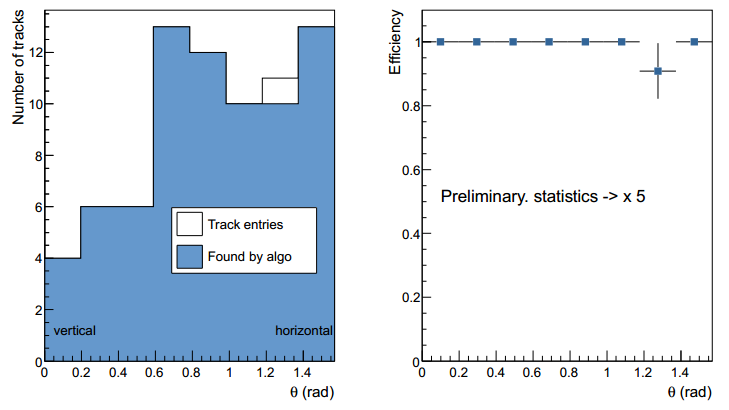 Number of tracks
12
10
8
6
4
2
0
Track entries
Found by algo
vertical
horizontal
0 0.2 0.4 0.6 0.8 1 1.2 1.4
θ (rad)
Efficiency
1
0.8
0.6
0.4
0.2
0
Preliminary. statistics -> x 5
0 0.2 0.4 0.6 0.8 1 1.2 1.4
θ (rad)